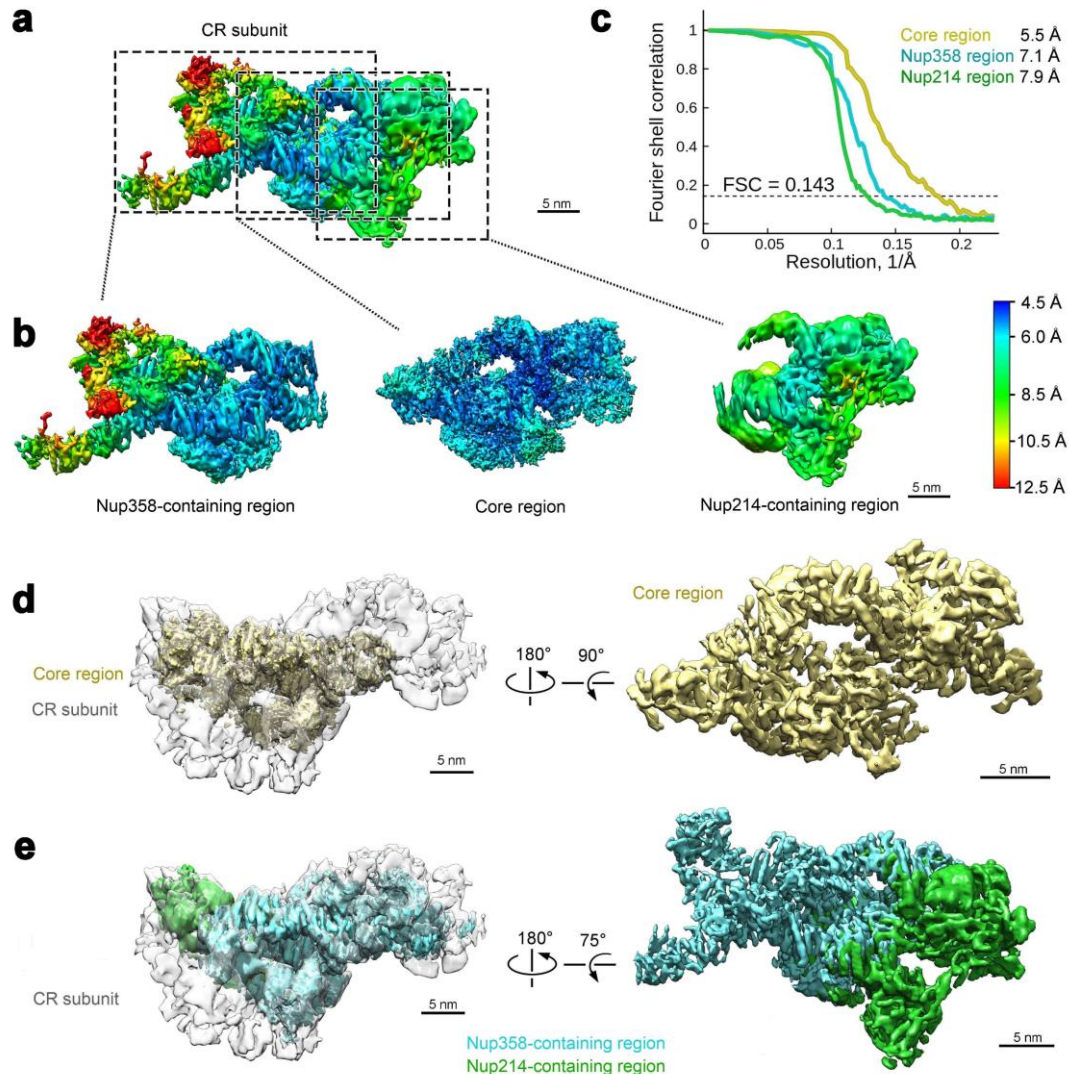 a
CR subunit
5 nm
c
Fourier shell correlation
1
0.8
0.6
0.4
0.2
0
FSC = 0.143
0
0.05
0.1
0.15
0.2
Resolution, 1/Å
Core region 5.5 Å
Nup358 region 7.1 Å
Nup214 region 7.9 Å
b
Nup358-containing region
Core region
Nup214-containing region
5 nm
4.5 Å
6.0 Å
8.5 Å
10.5 Å
12.5 Å
d
Core region
CR subunit
5 nm
180° 90°
Core region
5 nm
e
CR subunit
5 nm
180° 75°
Nup358-containing region
Nup214-containing region
5 nm